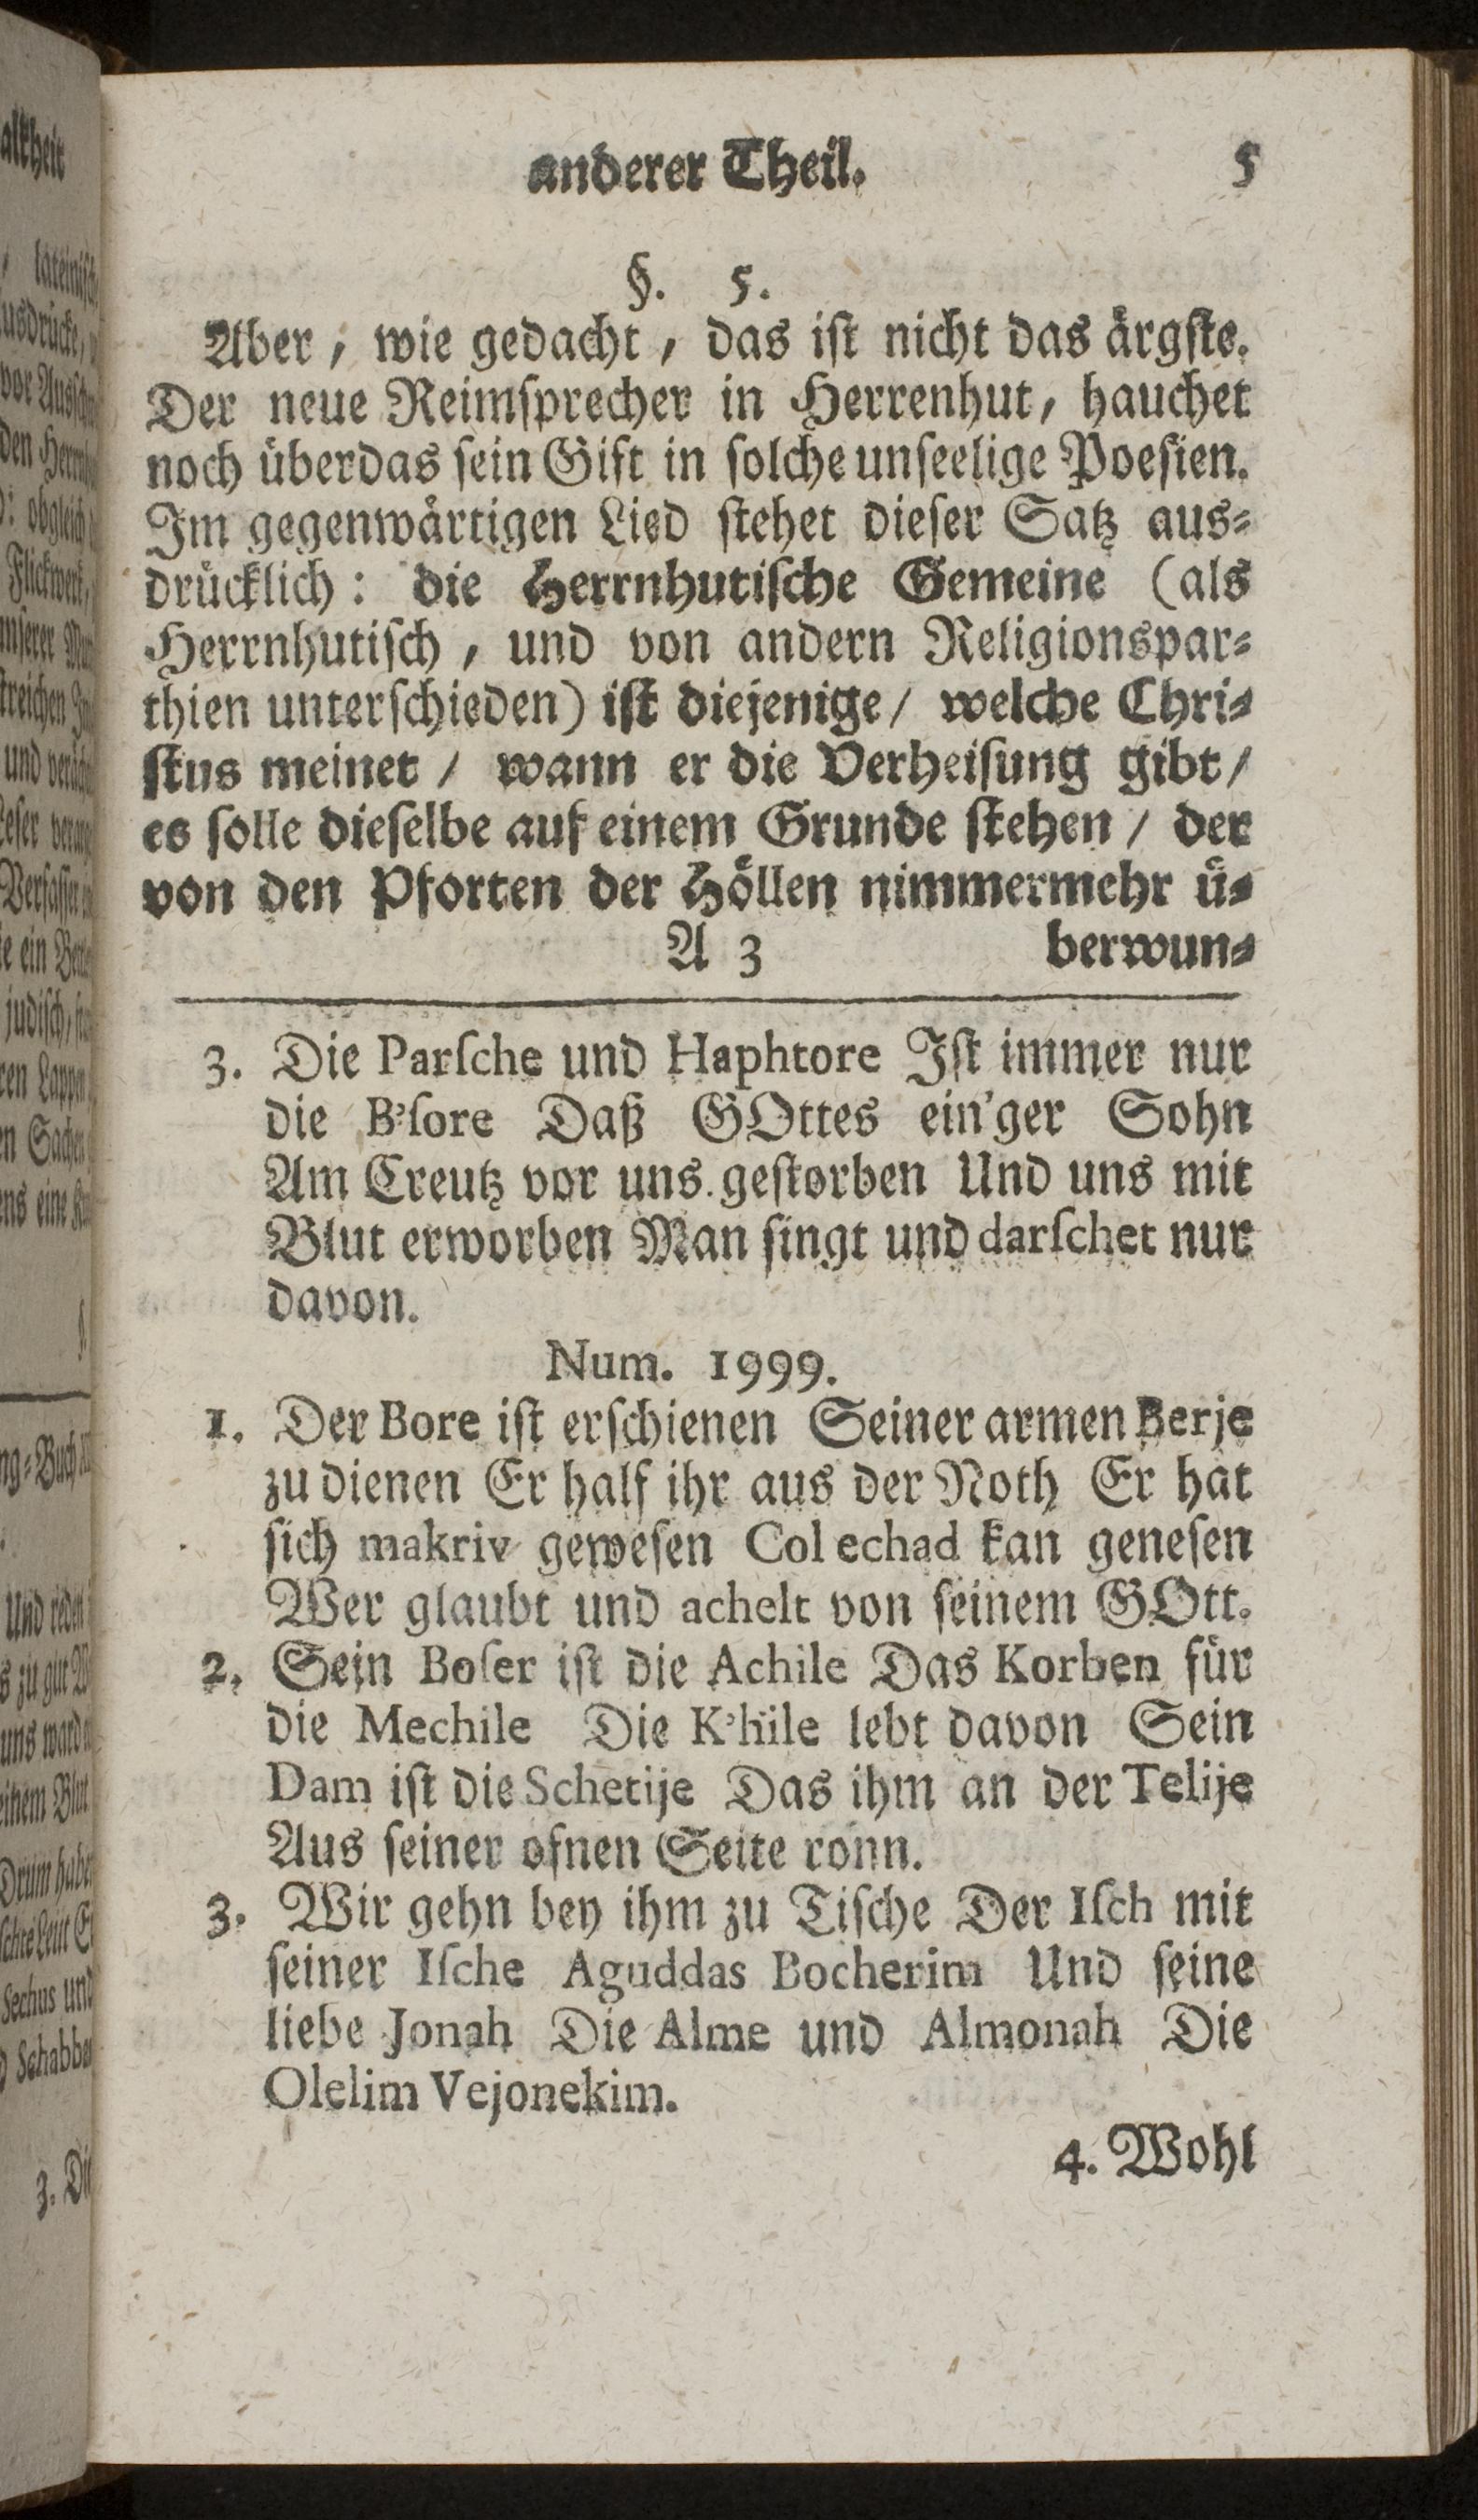 anderer Theil. 5
§. 5.
Aber, wie gedacht, das ist nicht das ärgste.
Der neue Reimsprecher in Herrenhut, hauchet
noch überdas sein Gift in solche unseelige Poesien.
Im gegenwärtigen Lied stehet dieser Satz aus-
drücklich: die Herrnhutische Gemeine (als
Herrnhutisch, und von andern Religionspar-
thien unterschieden) ist diejenige/ welche Chri-
stus meinet/ wann er die Verheisung gibt/
es solle dieselbe auf einem Grunde stehen/ der
von den Pforten der Höllen nimmermehr ü-
A 3 berwun-
3. Die Parsche und Haphtore Ist immer nur
die B'sore Daß GOttes ein'ger Sohn
Am Creutz vor uns gestorben Und uns mit
Blut erworben Man singt und darschet nur
davon.
Num. 1999.
1. Der Bore ist erschienen Seiner armen Berje
zu dienen Er half ihr aus der Noth Er hat
sich makriv gewesen Col echad kan genesen
Wer glaubt und achelt von seinem GOtt.
2. Sein Boser ist die Achile Das Korben für
die Mechile Die K'hile lebt davon Sein
Dam ist die Schetije Das ihm an der Telije
Aus seiner ofnen Seite ronn.
3. Wir gehn bey ihm zu Tische Der Isch mit
seiner Ische Aguddas Bocherim Und seine
liebe Jonah Die Alme und Almonah Die
Olelim Vejonekim.
4. Wohl